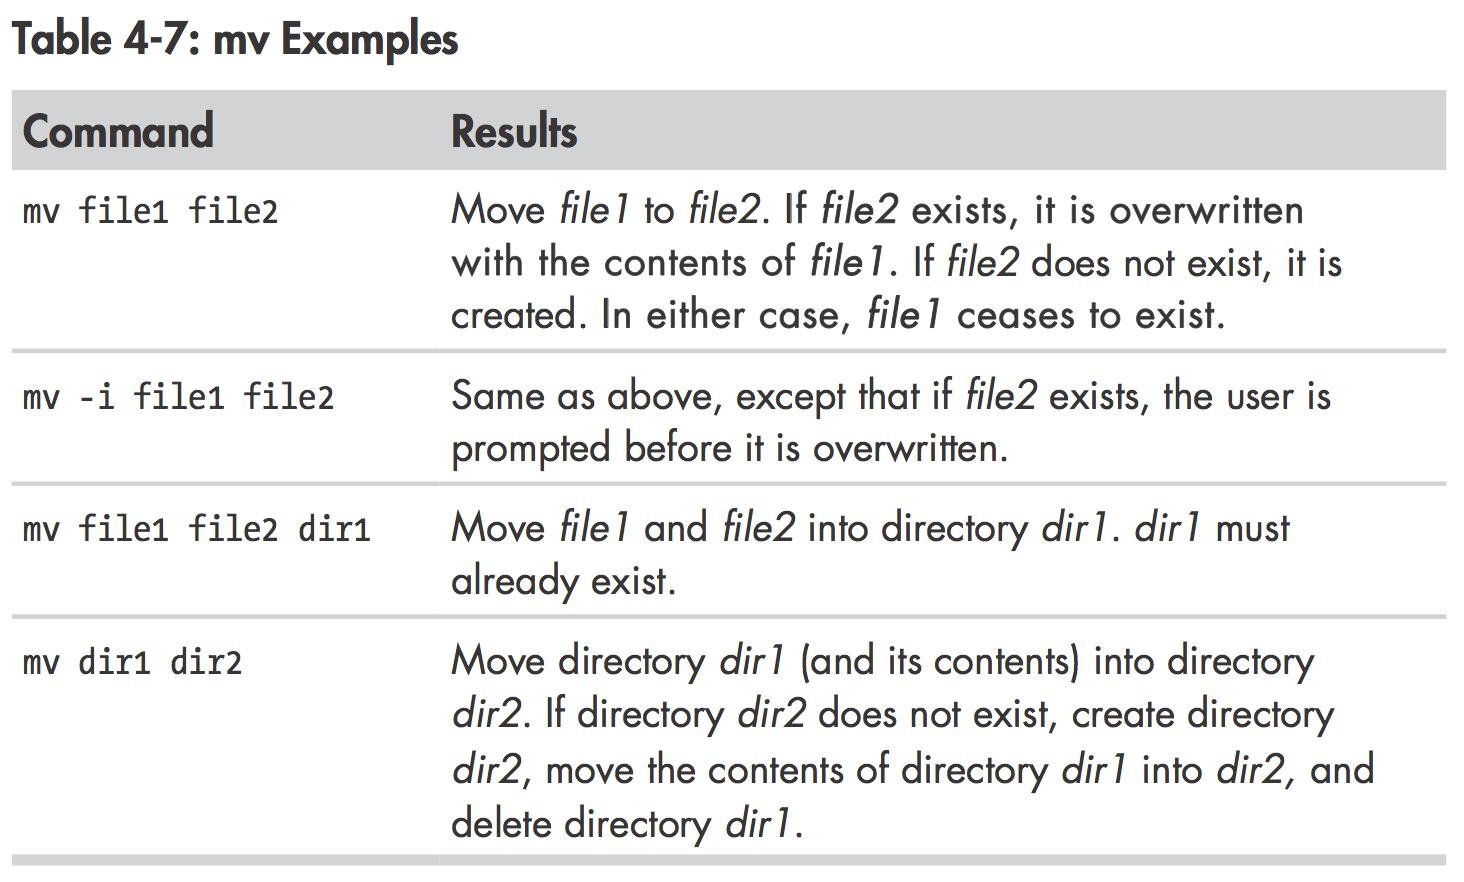 Table 4-7: mv Examples
Command Results
mv file1 file2 Move file1 to file2. If file2 exists, it is overwritten
with the contents of file1. If file2 does not exist, it is
created. In either case, file1 ceases to exist.
mv -i file1 file2 Same as above, except that if file2 exists, the user is
prompted before it is overwritten.
mv file1 file2 dir1 Move file1 and file2 into directory dir1. dir1 must
already exist.
mv dir1 dir2 Move directory dir1 (and its contents) into directory
dir2. If directory dir2 does not exist, create directory
dir2, move the contents of directory dir1 into dir2, and
delete directory dir1.